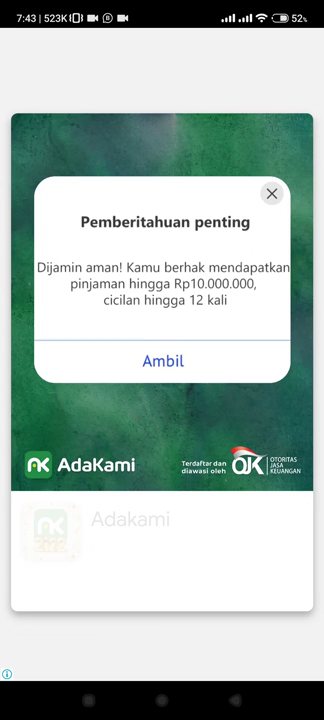 7:43 | 523K
52%
Pemberitahuan penting
Dijamin aman! Kamu berhak mendapatkan
pinjaman hingga Rp10.000.000,
cicilan hingga 12 kali
Ambil
AdaKami
Terdaftar dan
diawasi oleh
OJK
OTORITAS
JASA
KEUANGAN
Adakami